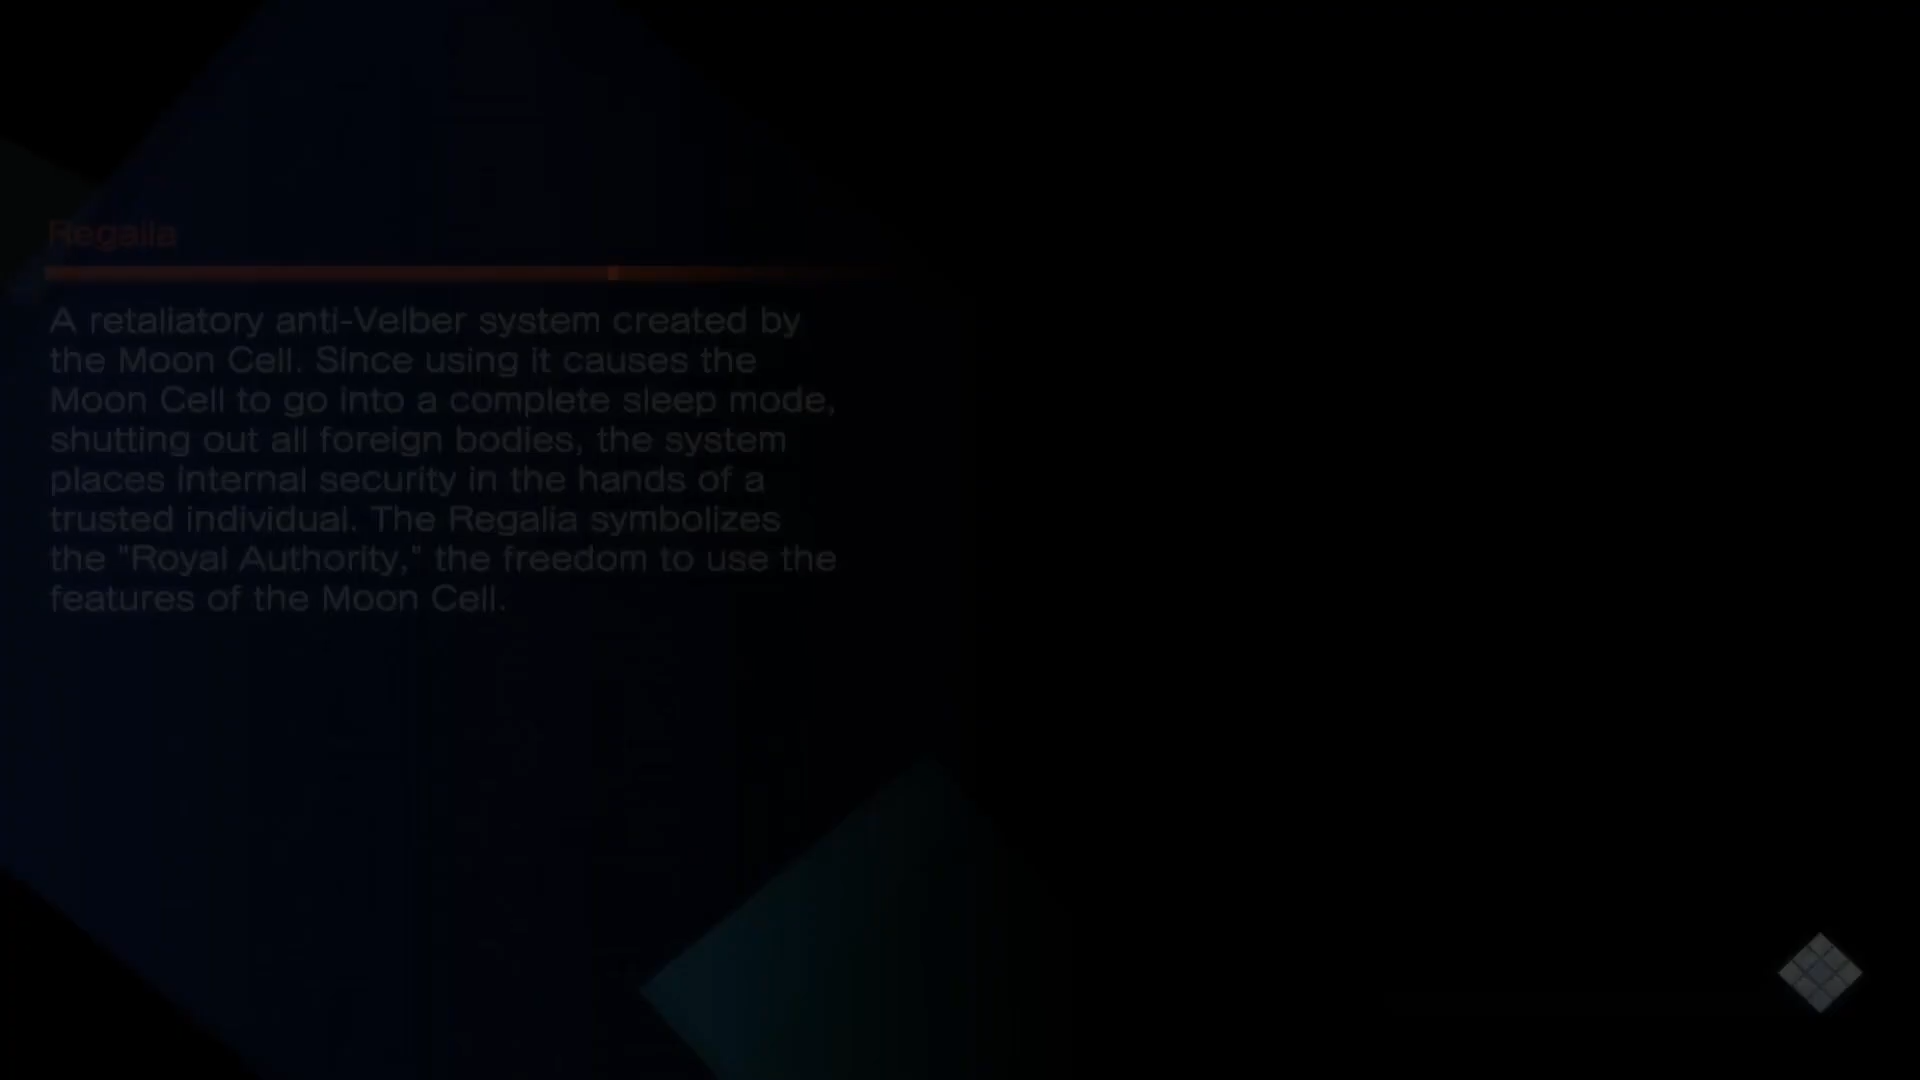 Regalia
A retaliatory anti-Velber system created by
the Moon Cell. Since using it causes the
Moon Cell to go into a complete sleep mode,
shutting out all foreign bodies, the system
places internal security in the hands of a
trusted individual. The Regalia symbolizes
the "Royal Authority," the freedom to use the
features of the Moon Cell.